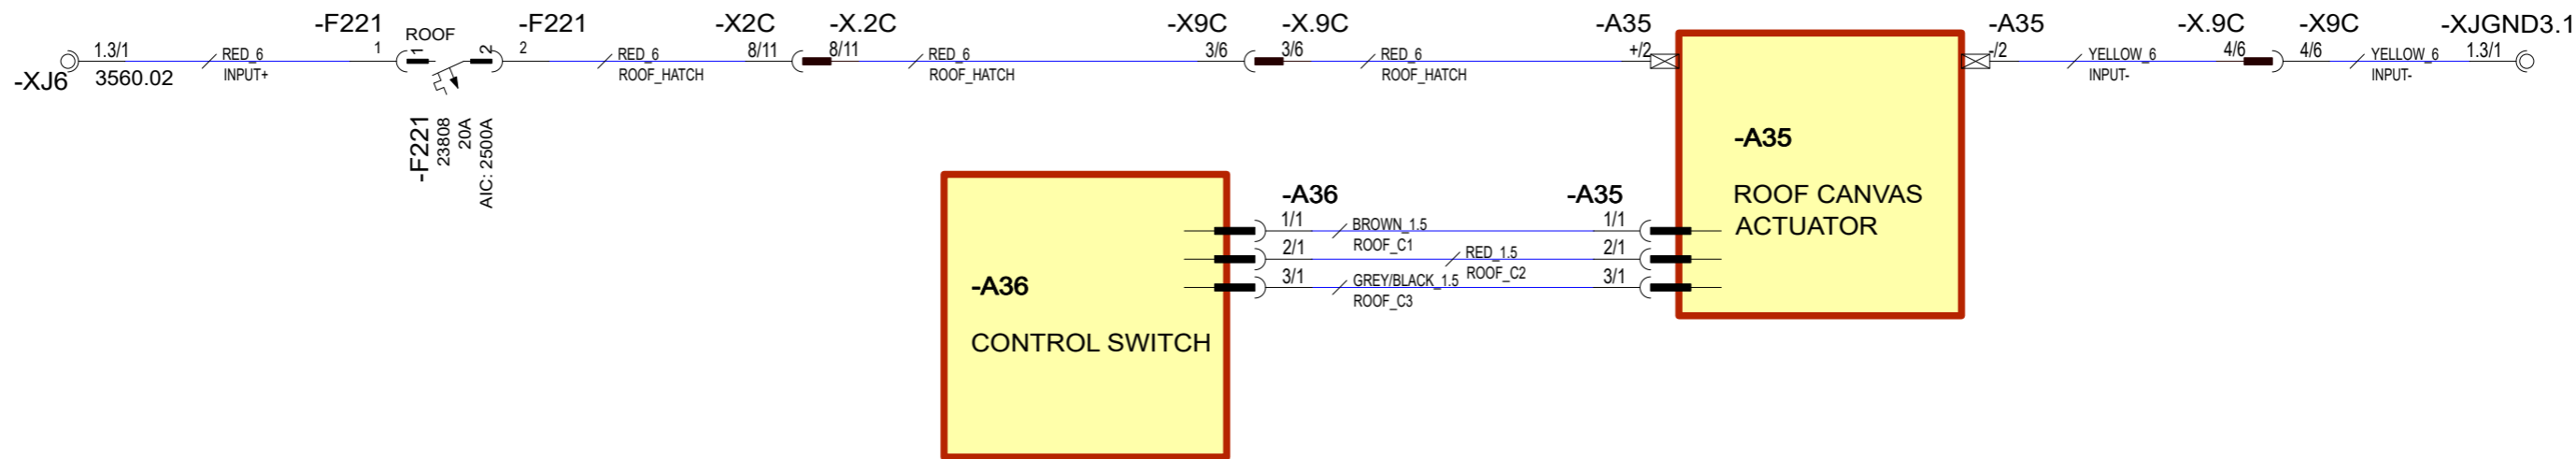 -F221
-F221
-X2C
-X.2C
-X9C
-X.9C
-A35
-A35
-X.9C
-X9C
-XJGND3.1
1.3/1
RED_6
1
ROOF
1
2
2
RED_6
8/11
8/11
RED_6
3/6
3/6
RED_6
+/2
-/2
YELLOW_6
4/6
4/6
YELLOW_6
1.3/1
-XJ6
3560.02
INPUT+
ROOF_HATCH
ROOF_HATCH
ROOF_HATCH
INPUT-
INPUT-
-F221
23808
20A
AIC: 2500A
-A35
ROOF CANVAS
ACTUATOR
-A36
-A35
1/1
BROWN_1.5
1/1
ROOF_C1
2/1
RED_1.5
2/1
ROOF_C2
3/1
GREY/BLACK_1.5
3/1
ROOF_C3
-A36
CONTROL SWITCH